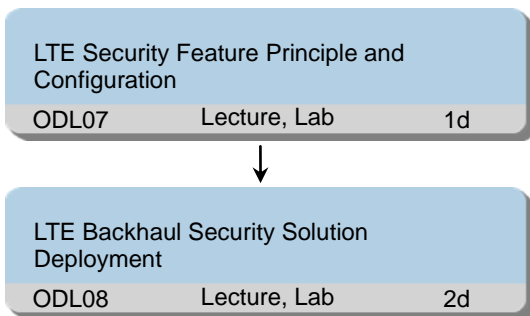 LTE Security Feature Principle and
Configuration
ODL07 Lecture, Lab 1d
LTE Backhaul Security Solution
Deployment
ODL08 Lecture, Lab 2d